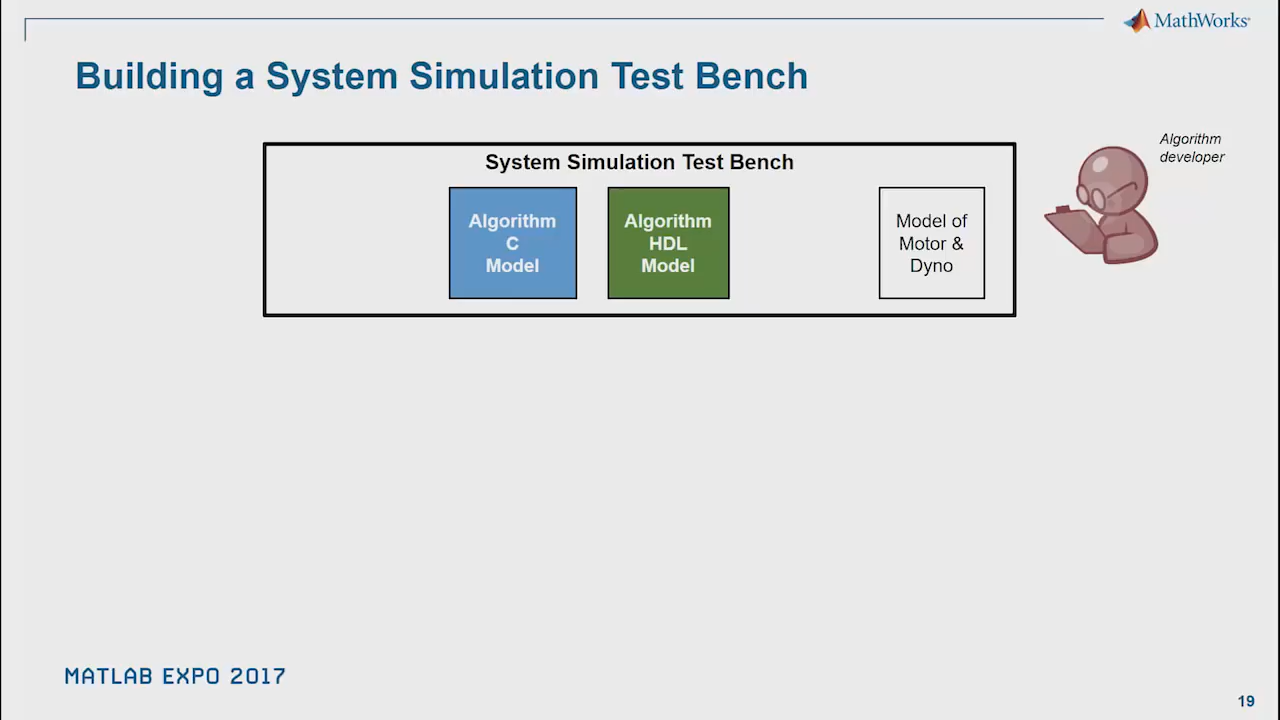 MathWorks®
Building a System Simulation Test Bench
Algorithm
developer
System Simulation Test Bench
Algorithm
C
Model
Algorithm
HDL
Model
Model of
Motor &
Dyno
MATLAB EXPO 2017
19